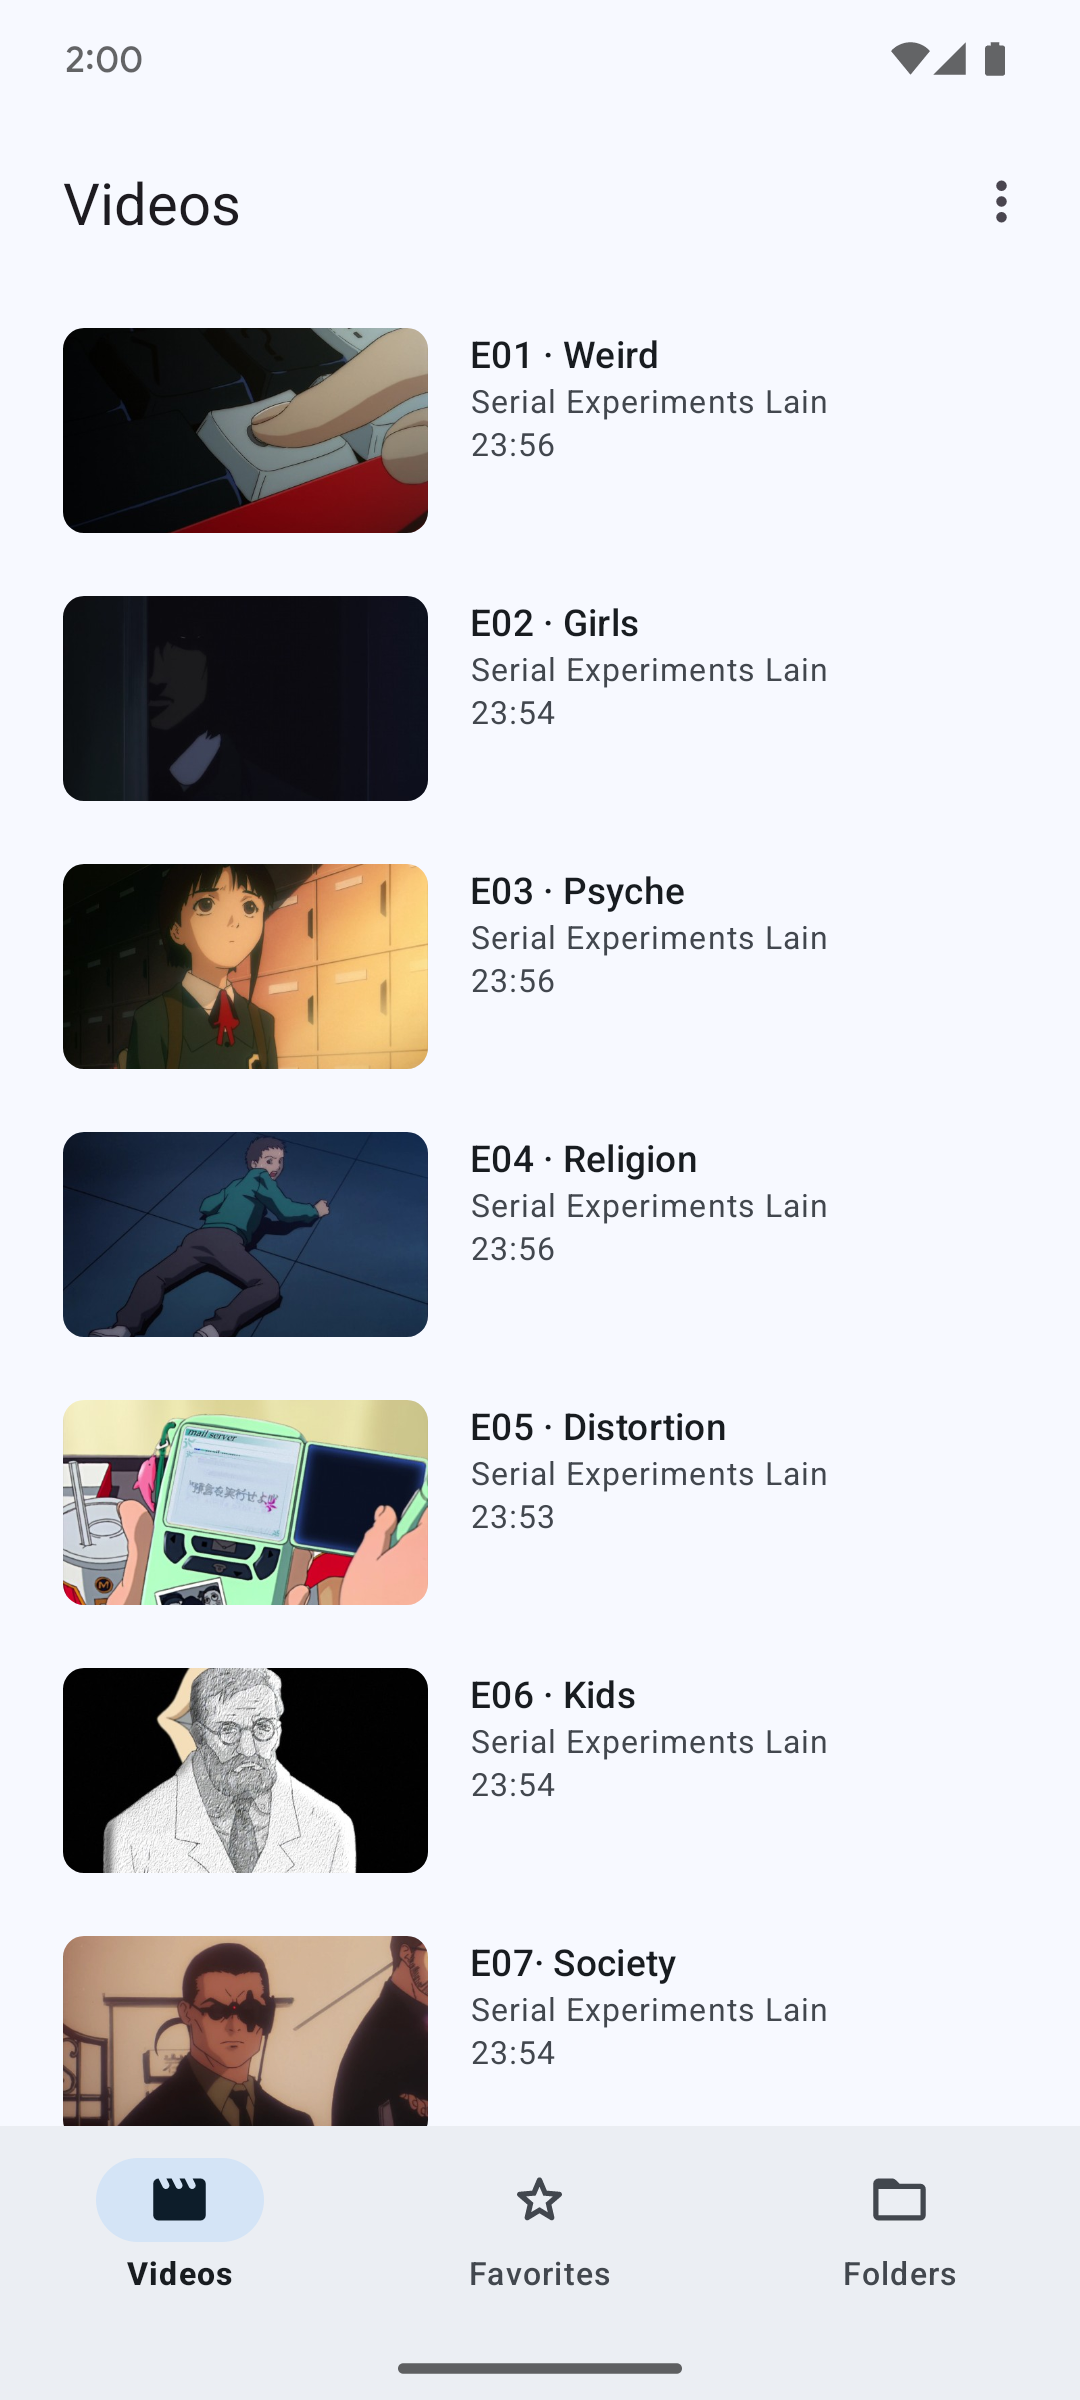 2:00
Videos
E01 · Weird
Serial Experiments Lain
23:56
E02 · Girls
Serial Experiments Lain
23:54
E03 · Psyche
Serial Experiments Lain
23:56
E04 · Religion
Serial Experiments Lain
23:56
mail server
E05 · Distortion
Serial Experiments Lain
23:53
M
E06 · Kids
Serial Experiments Lain
23:54
E07· Society
Serial Experiments Lain
23:54
Videos
Favorites
Folders